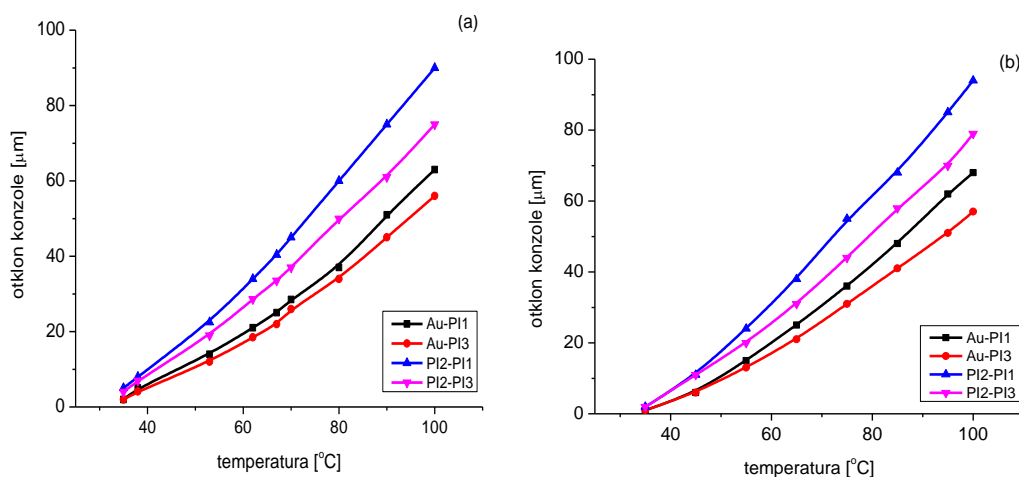 (a)
100
80
60
40
20
0
otklon konzole [μm]
Au-PI1
Au-PI3
PI2-PI1
PI2-PI3
40 60 80 100
temperatura [°C]
(b)
100
80
60
40
20
0
otklon konzole [μm]
Au-PI1
Au-PI3
PI2-PI1
PI2-PI3
40 60 80 100
temperatura [°C]